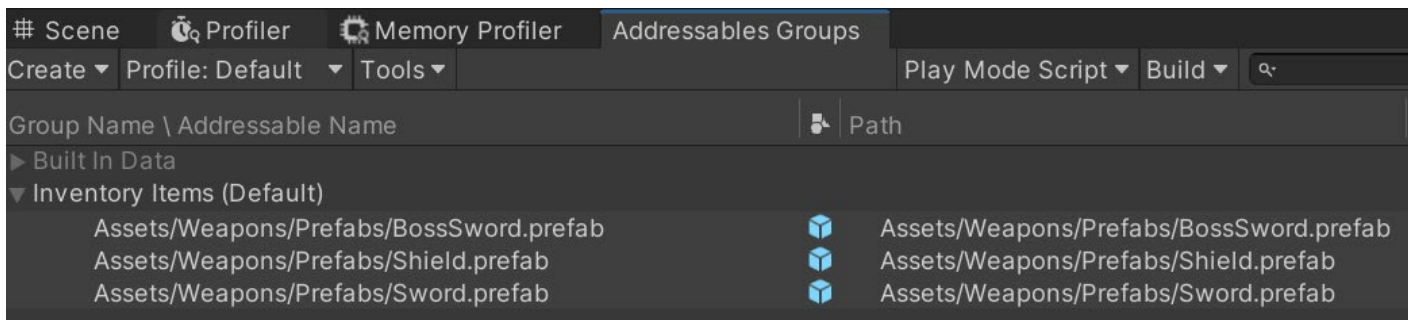 Scene Profiler Memory Profiler Addressables Groups
Create Profile: Default Tools Play Mode Script Build
Group Name \ Addressable Name Path
Built In Data
Inventory Items (Default)
Assets/Weapons/Prefabs/BossSword.prefab Assets/Weapons/Prefabs/BossSword.prefab
Assets/Weapons/Prefabs/Shield.prefab Assets/Weapons/Prefabs/Shield.prefab
Assets/Weapons/Prefabs/Sword.prefab Assets/Weapons/Prefabs/Sword.prefab